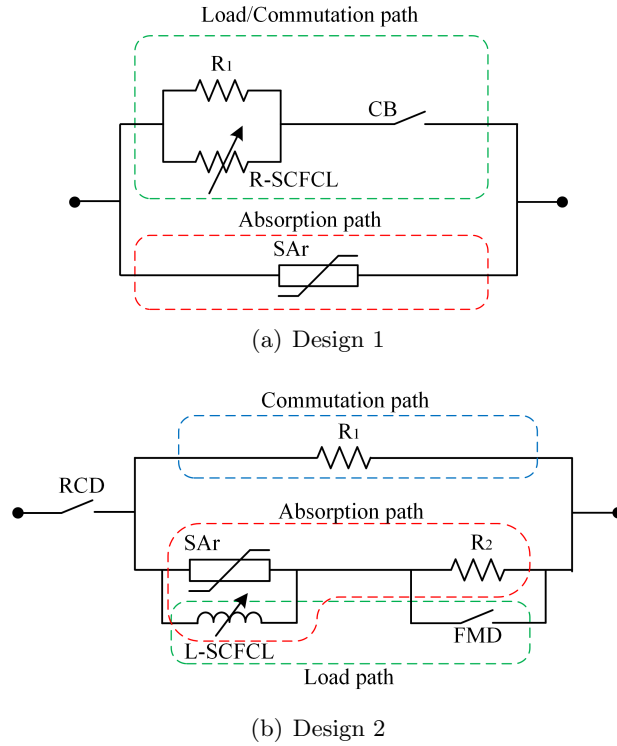 Load/Commutation path
R1
CB
R-SCFCL
Absorption path
SAr
(a) Design 1
Commutation path
R1
RCD
Absorption path
SAr
R2
L-SCFCL
FMD
Load path
(b) Design 2